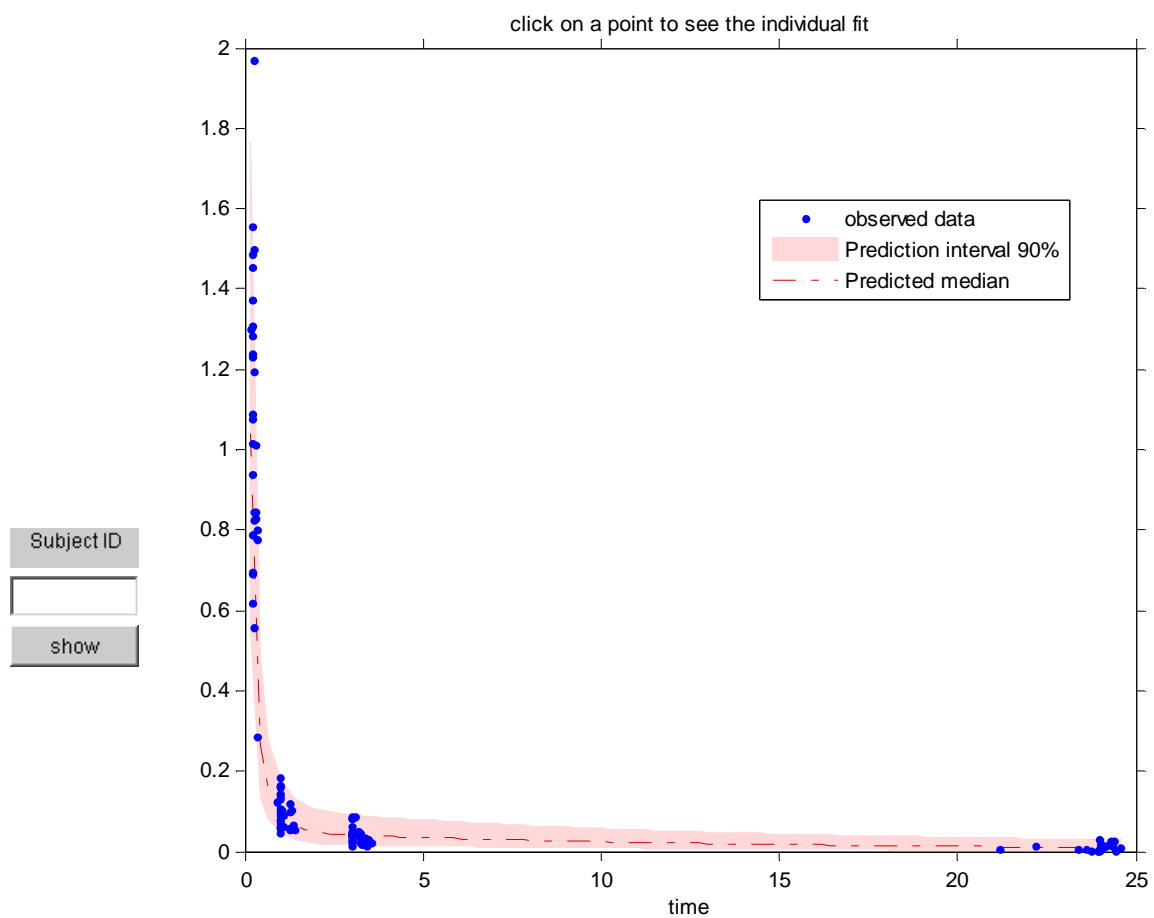 click on a point to see the individual fit
2
1.8
1.6
1.4
1.2
1
0.8
0.6
0.4
0.2
0
observed data
Prediction interval 90%
Predicted median
Subject ID
show
0 5 10 15 20 25
time